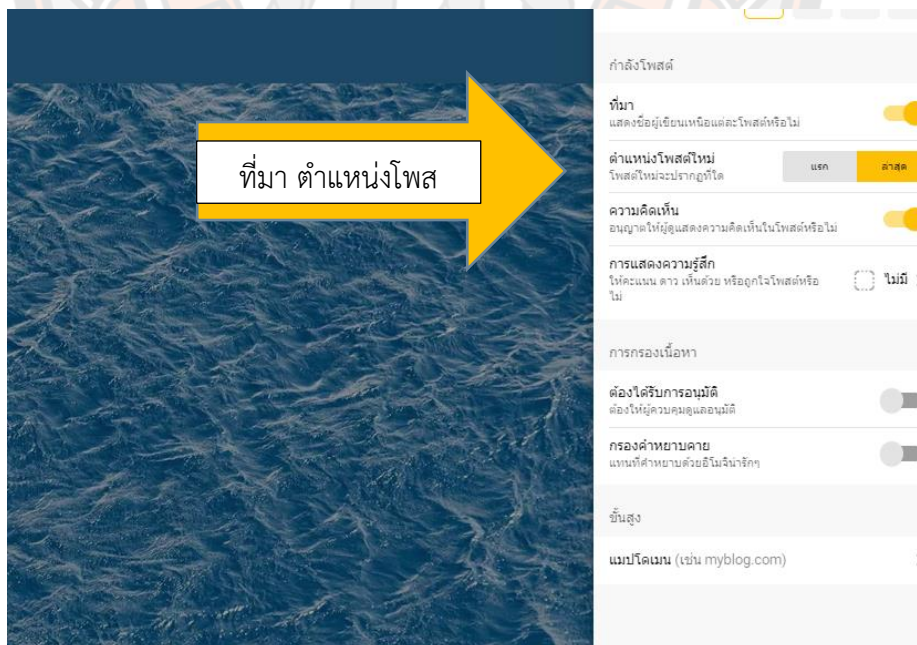 กำลังโพสต์
ที่มา
แสดงชื่อผู้เขียนเหนือแต่ละโพสต์หรือไม่
ที่มา ตำแหน่งโพส
ตำแหน่งโพสต์ใหม่
โพสต์ใหม่จะปรากฏที่ใด
แรก
ล่าสุด
ความคิดเห็น
อนุญาตให้ผู้ดูแสดงความคิดเห็นในโพสต์หรือไม่
การแสดงความรู้สึก
ให้คะแนน ดาว เห็นด้วย หรือถูกใจโพสต์หรือ
ไม่
ไม่มี
การกรองเนื้อหา
ต้องได้รับการอนุมัติ
ต้องให้ผู้ควบคุมดูแลอนุมัติ
กรองคำหยาบคาย
แทนที่คำหยาบด้วยอิโมจิน่ารักๆ
ขั้นสูง
แมปโดเมน (เช่น myblog.com)